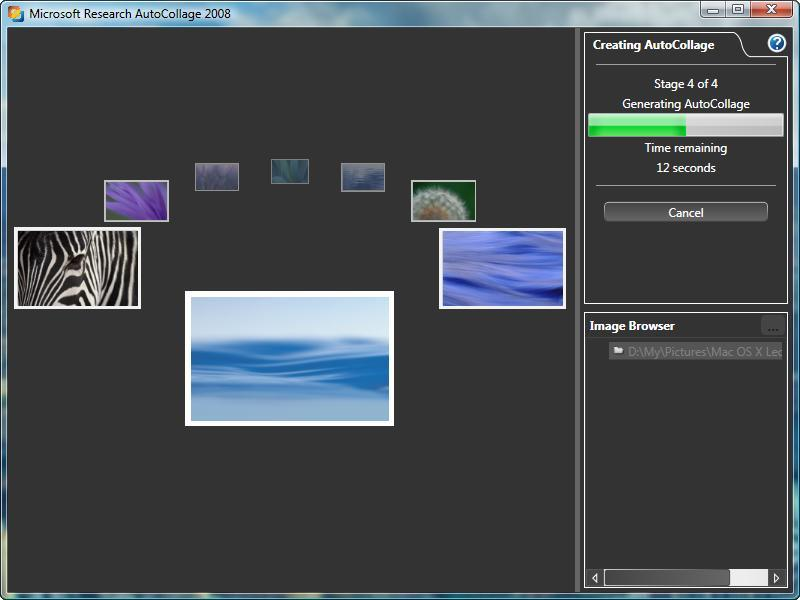 Microsoft Research AutoCollage 2008
Creating AutoCollage
?
Stage 4 of 4
Generating AutoCollage
Time remaining
12 seconds
Cancel
Image Browser
...
D:\My\Pictures\Mac OS X Leo